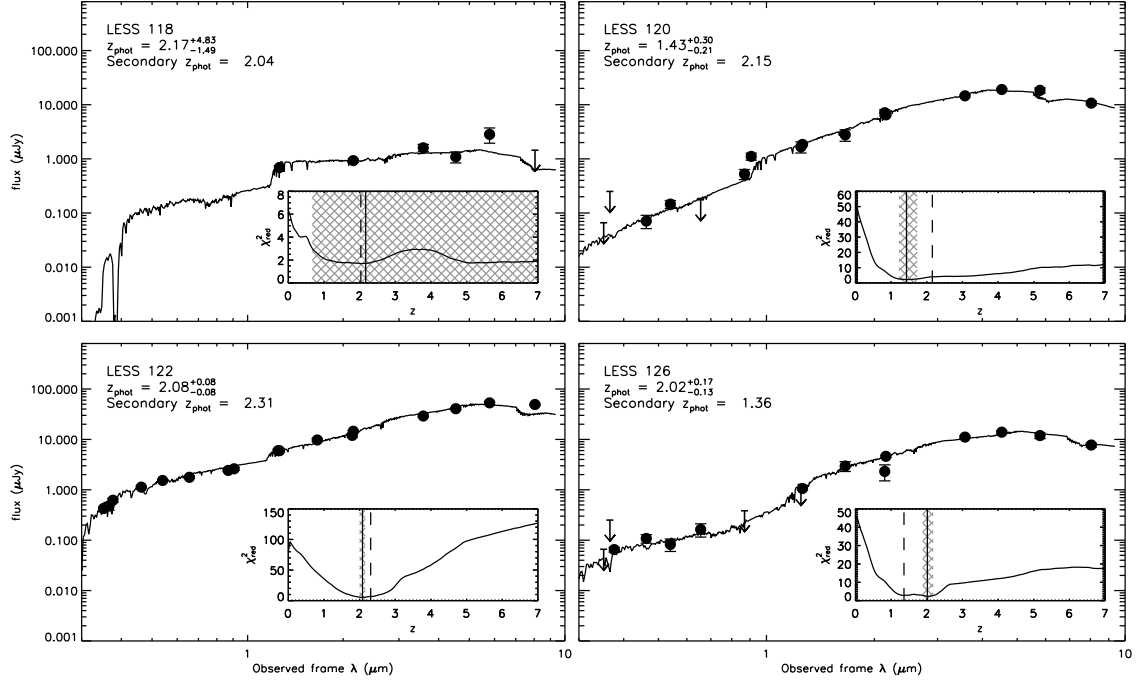 LESS 118
z_phot = 2.17^{+4.83}_{-1.49}
Secondary z_phot = 2.04
LESS 120
z_phot = 1.43^{+0.30}_{-0.21}
Secondary z_phot = 2.15
100.000
10.000
1.000
0.100
0.010
0.001
flux (μJy)
8
6
4
2
0
χ²_red
0 1 2 3 4 5 6 7
z
60
50
40
30
20
10
0
χ²_red
0 1 2 3 4 5 6 7
z
LESS 122
z_phot = 2.08^{+0.08}_{-0.08}
Secondary z_phot = 2.31
LESS 126
z_phot = 2.02^{+0.17}_{-0.13}
Secondary z_phot = 1.36
100.000
10.000
1.000
0.100
0.010
0.001
flux (μJy)
150
100
50
0
χ²_red
0 1 2 3 4 5 6 7
z
50
40
30
20
10
0
χ²_red
0 1 2 3 4 5 6 7
z
1 10
Observed frame λ (μm)
1 10
Observed frame λ (μm)